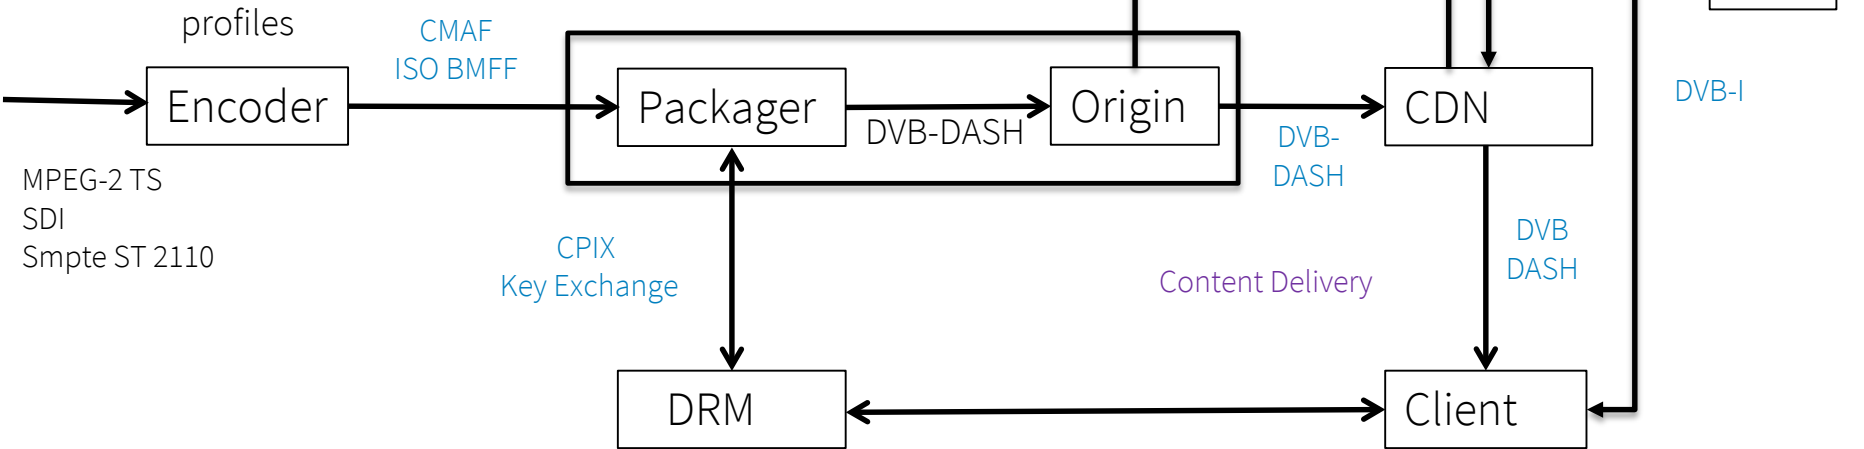 profiles
CMAF
ISO BMFF
Encoder
Packager
DVB-DASH
Origin
DVB-
DASH
CDN
DVB-I
MPEG-2 TS
SDI
Smpte ST 2110
CPIX
Key Exchange
Content Delivery
DVB
DASH
DRM
Client